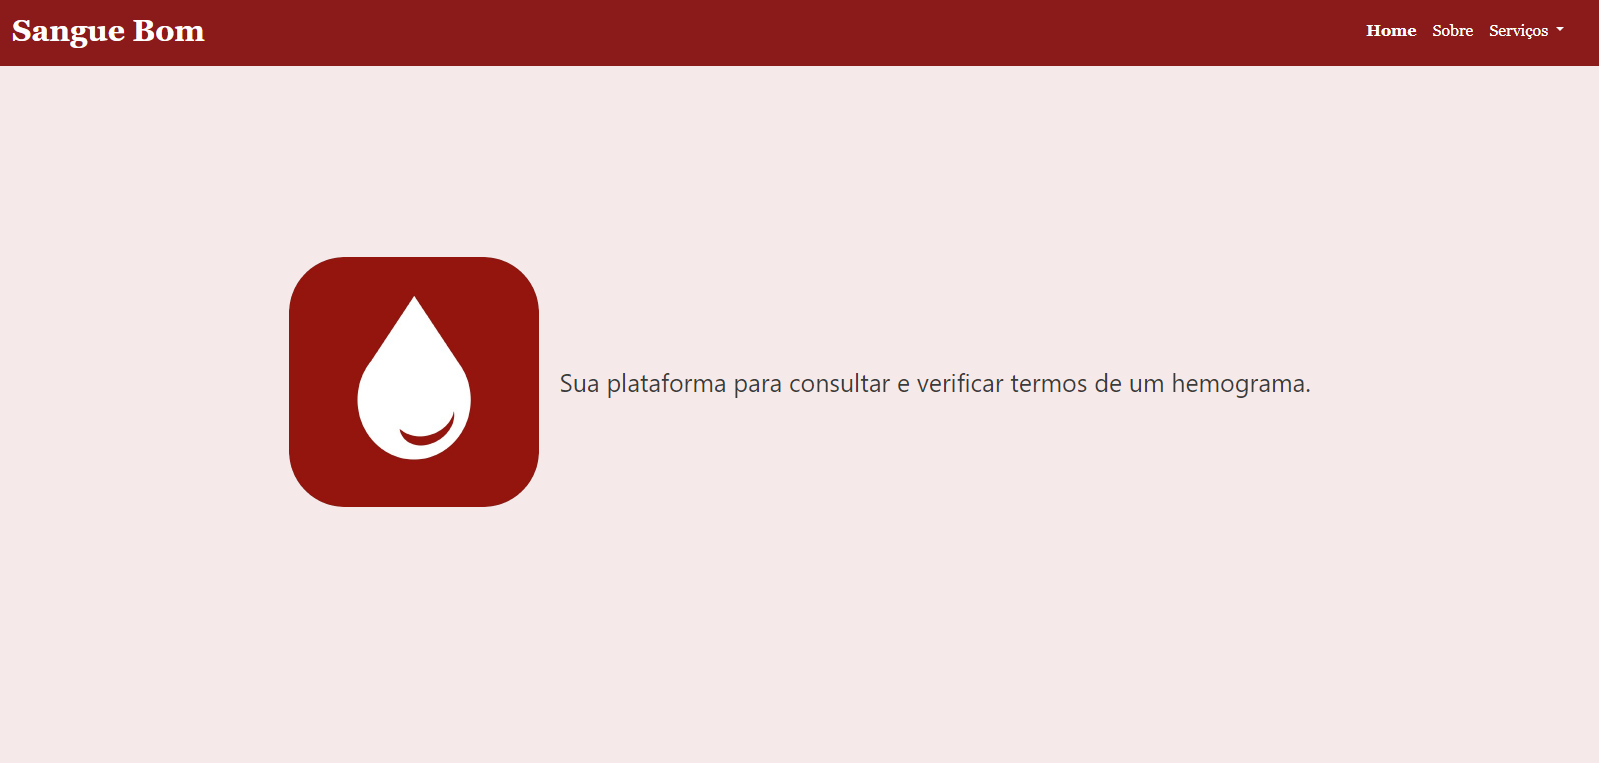 Sangue Bom
Home Sobre Serviços
Sua plataforma para consultar e verificar termos de um hemograma.